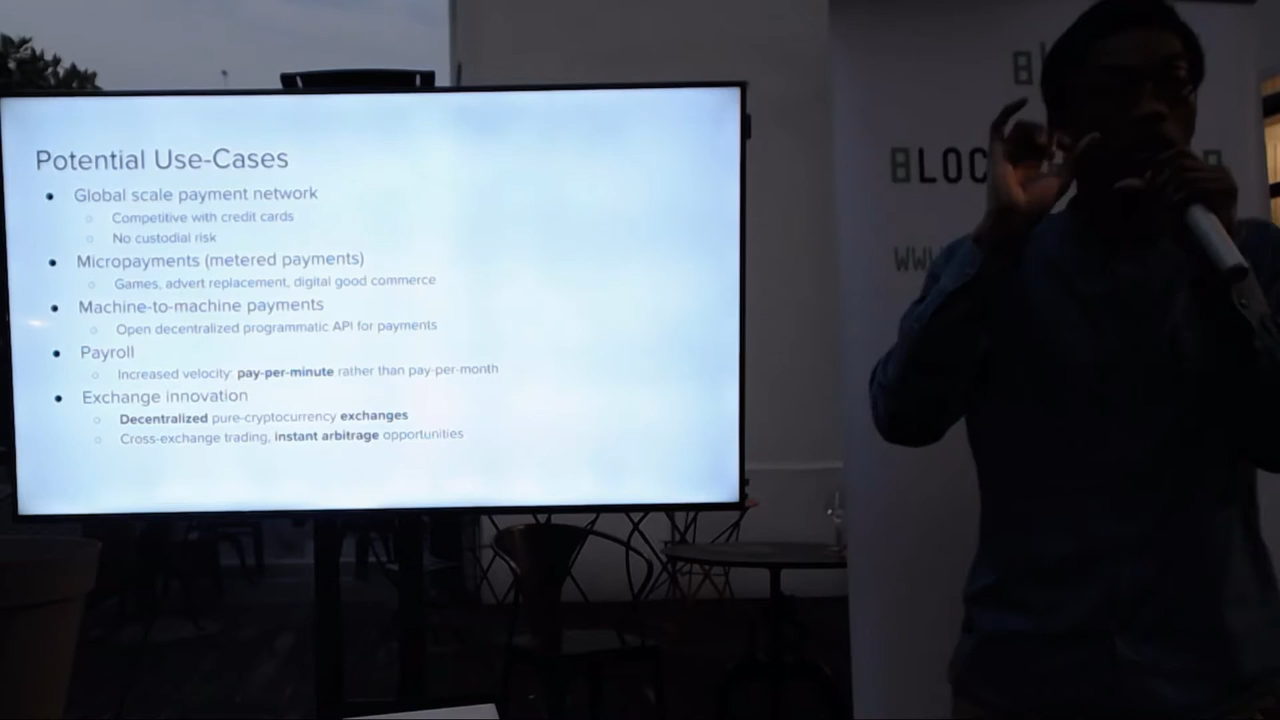 Potential Use-Cases
Global scale payment network
Competitive with credit cards
No custodial risk
Micropayments (metered payments)
Games, advert replacement, digital good commerce
Machine-to-machine payments
Open decentralized programmatic API for payments
Payroll
Increased velocity: pay-per-minute rather than pay-per-month
Exchange innovation
Decentralized pure-cryptocurrency exchanges
Cross-exchange trading, instant arbitrage opportunities